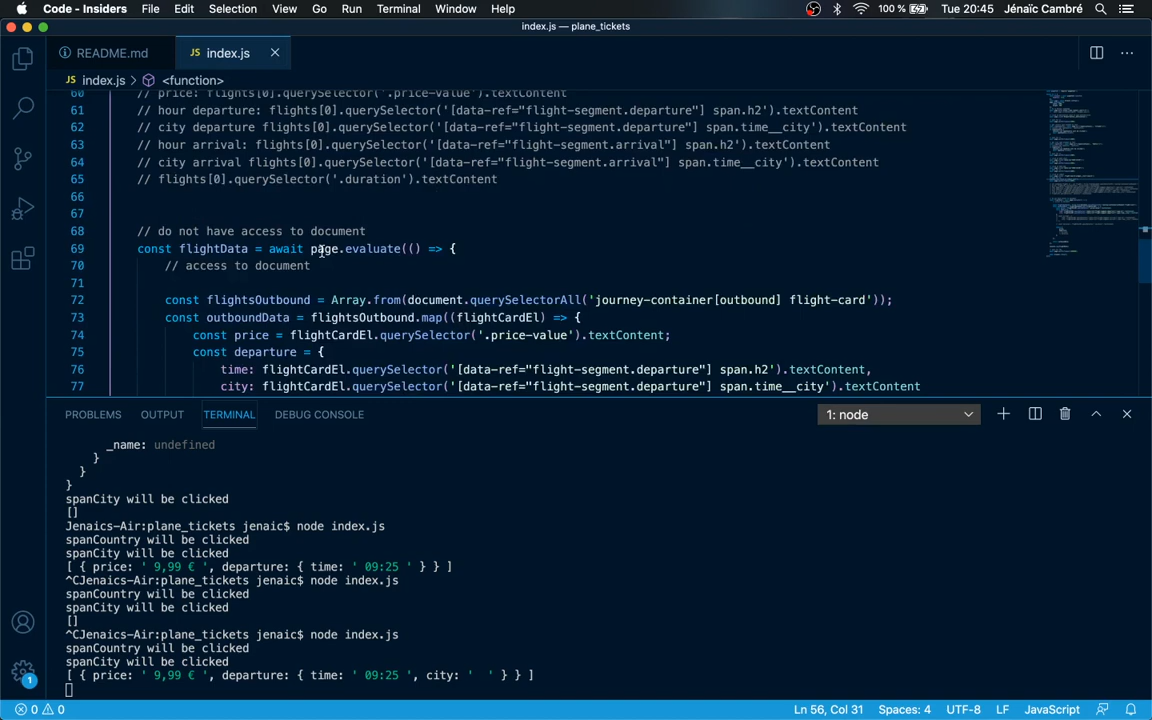 Code - Insiders File Edit Selection View Go Run Terminal Window Help 100 % Tue 20:45 Jénaïc Cambré
index.js — plane_tickets
README.md JS index.js
JS index.js > <function>
60 // price: flights[0].querySelector('.price-value').textContent
61 // hour departure: flights[0].querySelector('[data-ref="flight-segment.departure"] span.h2').textContent
62 // city departure flights[0].querySelector('[data-ref="flight-segment.departure"] span.time__city').textContent
63 // hour arrival: flights[0].querySelector('[data-ref="flight-segment.arrival"] span.h2').textContent
64 // city arrival flights[0].querySelector('[data-ref="flight-segment.arrival"] span.time__city').textContent
65 // flights[0].querySelector('.duration').textContent
66
67
68 // do not have access to document
69 const flightData = await page.evaluate(() => {
70 // access to document
71
72 const flightsOutbound = Array.from(document.querySelectorAll('journey-container[outbound] flight-card'));
73 const outboundData = flightsOutbound.map((flightCardEl) => {
74 const price = flightCardEl.querySelector('.price-value').textContent;
75 const departure = {
76 time: flightCardEl.querySelector('[data-ref="flight-segment.departure"] span.h2').textContent,
77 city: flightCardEl.querySelector('[data-ref="flight-segment.departure"] span.time__city').textContent
PROBLEMS OUTPUT TERMINAL DEBUG CONSOLE 1: node
_name: undefined
}
}
}
spanCity will be clicked
[]
Jenaics-Air:plane_tickets jenaic$ node index.js
spanCountry will be clicked
spanCity will be clicked
[ { price: ' 9,99 € ', departure: { time: ' 09:25 ' } } ]
^CJenaics-Air:plane_tickets jenaic$ node index.js
spanCountry will be clicked
spanCity will be clicked
[]
^CJenaics-Air:plane_tickets jenaic$ node index.js
spanCountry will be clicked
spanCity will be clicked
[ { price: ' 9,99 € ', departure: { time: ' 09:25 ', city: '  ' } } ]
1
0 0 Ln 56, Col 31 Spaces: 4 UTF-8 LF JavaScript